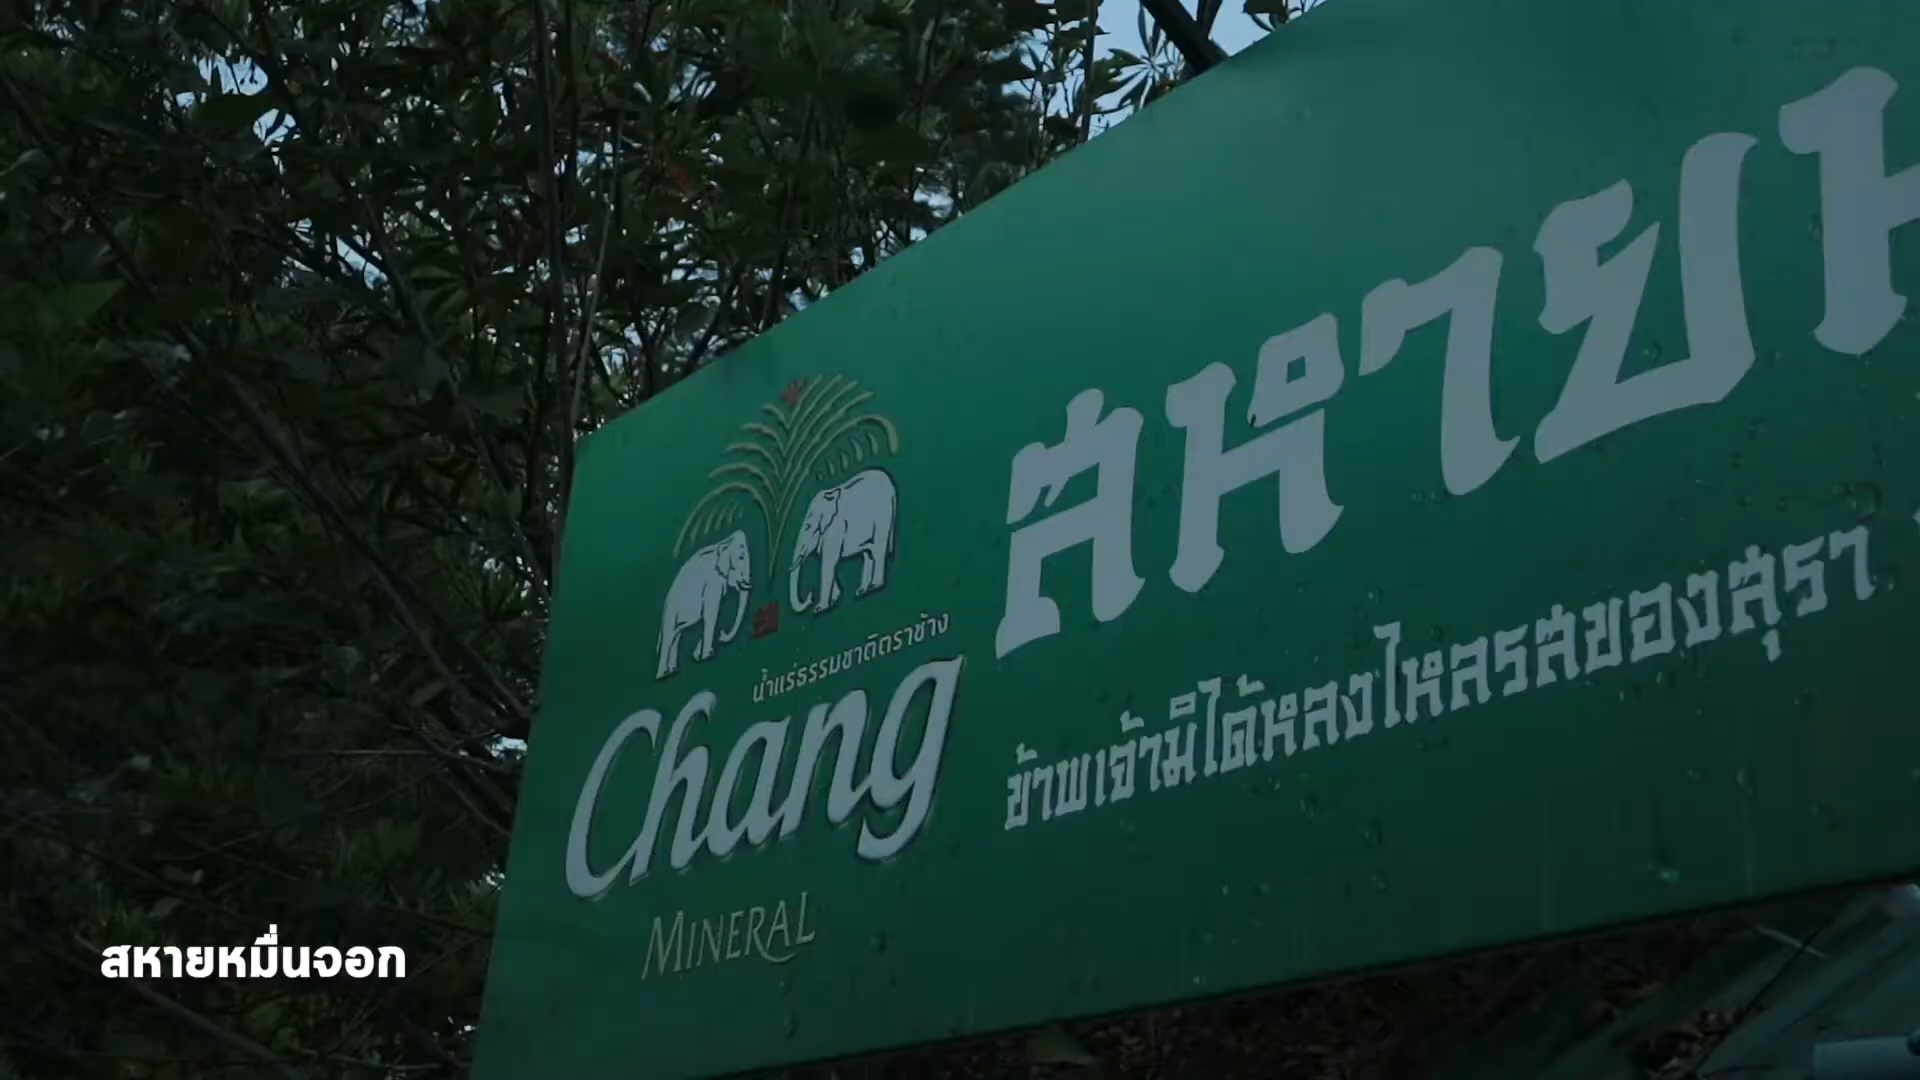 สหายห
ข้าพเจ้ามิได้หลงไหลรสของสุรา
น้ำแร่ธรรมชาติตราช้าง
Chang
MINERAL
สหายหมื่นจอก